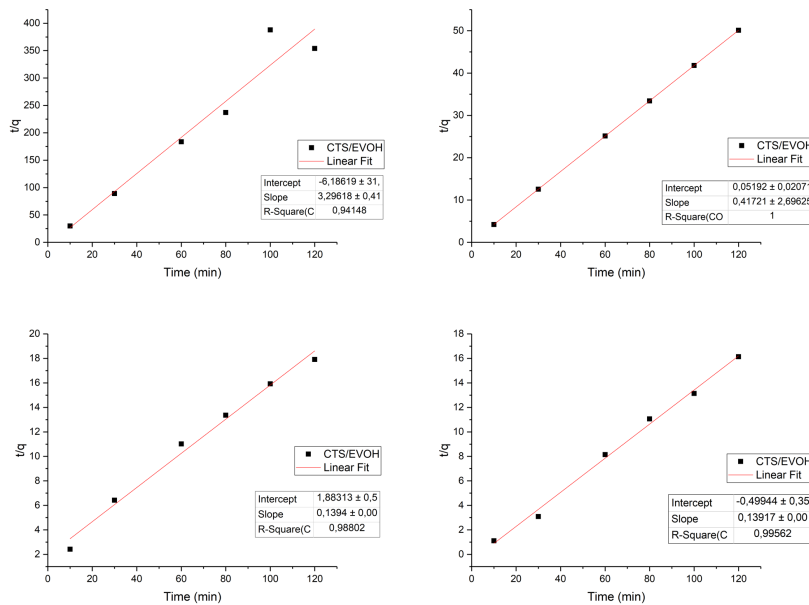 400
350
300
250
200
150
100
50
0
t/q
CTS/EVOH
Linear Fit
Intercept -6,18619 ± 31,
Slope 3,29618 ± 0,41
R-Square(C 0,94148
0 20 40 60 80 100 120
Time (min)
50
40
30
20
10
0
t/q
CTS/EVOH
Linear Fit
Intercept 0,05192 ± 0,02071
Slope 0,41721 ± 2,69625
R-Square(CO 1
0 20 40 60 80 100 120
Time (min)
20
18
16
14
12
10
8
6
4
2
t/q
CTS/EVOH
Linear Fit
Intercept 1,88313 ± 0,5
Slope 0,1394 ± 0,00
R-Square(C 0,98802
0 20 40 60 80 100 120
Time (min)
18
16
14
12
10
8
6
4
2
0
t/q
CTS/EVOH
Linear Fit
Intercept -0,49944 ± 0,35
Slope 0,13917 ± 0,00
R-Square(C 0,99562
0 20 40 60 80 100 120
Time (min)